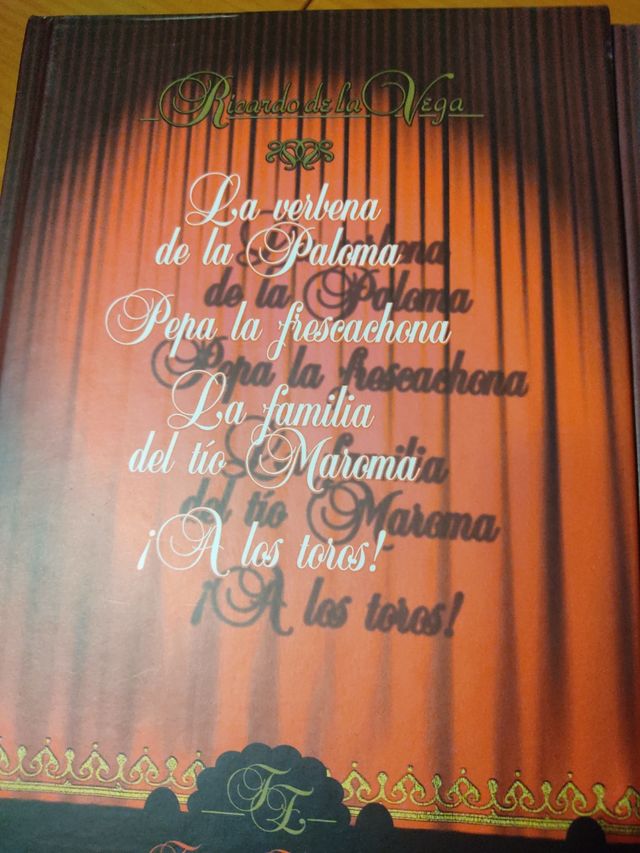 Ricardo de la Vega
La verbena
de la Paloma
Pepa la frescachona
La familia
del tío Maroma
¡A los toros!
TE